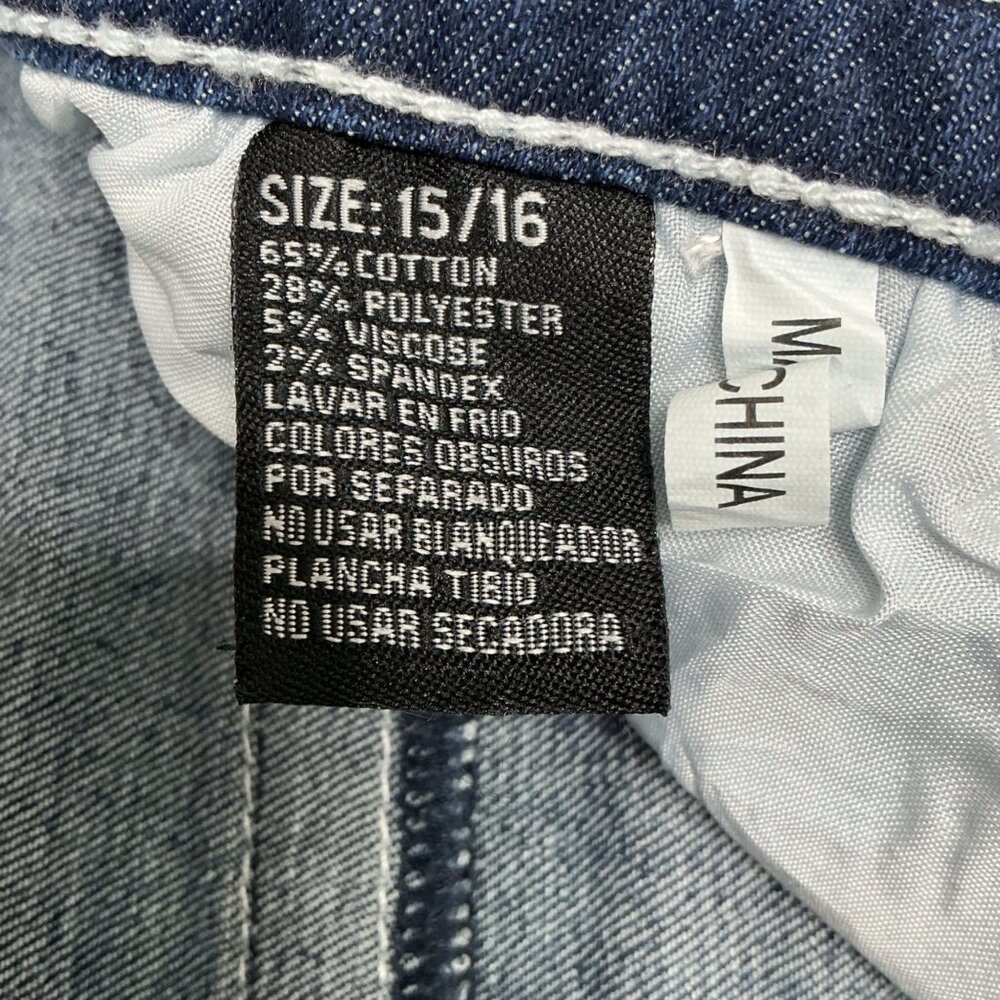 SIZE: 15/16
65% COTTON
28% POLYESTER
5% VISCOSE
2% SPANDEX
LAVAR EN FRIO
COLORES OBSUROS
POR SEPARADO
NO USAR BLANQUEADOR
PLANCHA TIBIO
NO USAR SECADORA
CHINA